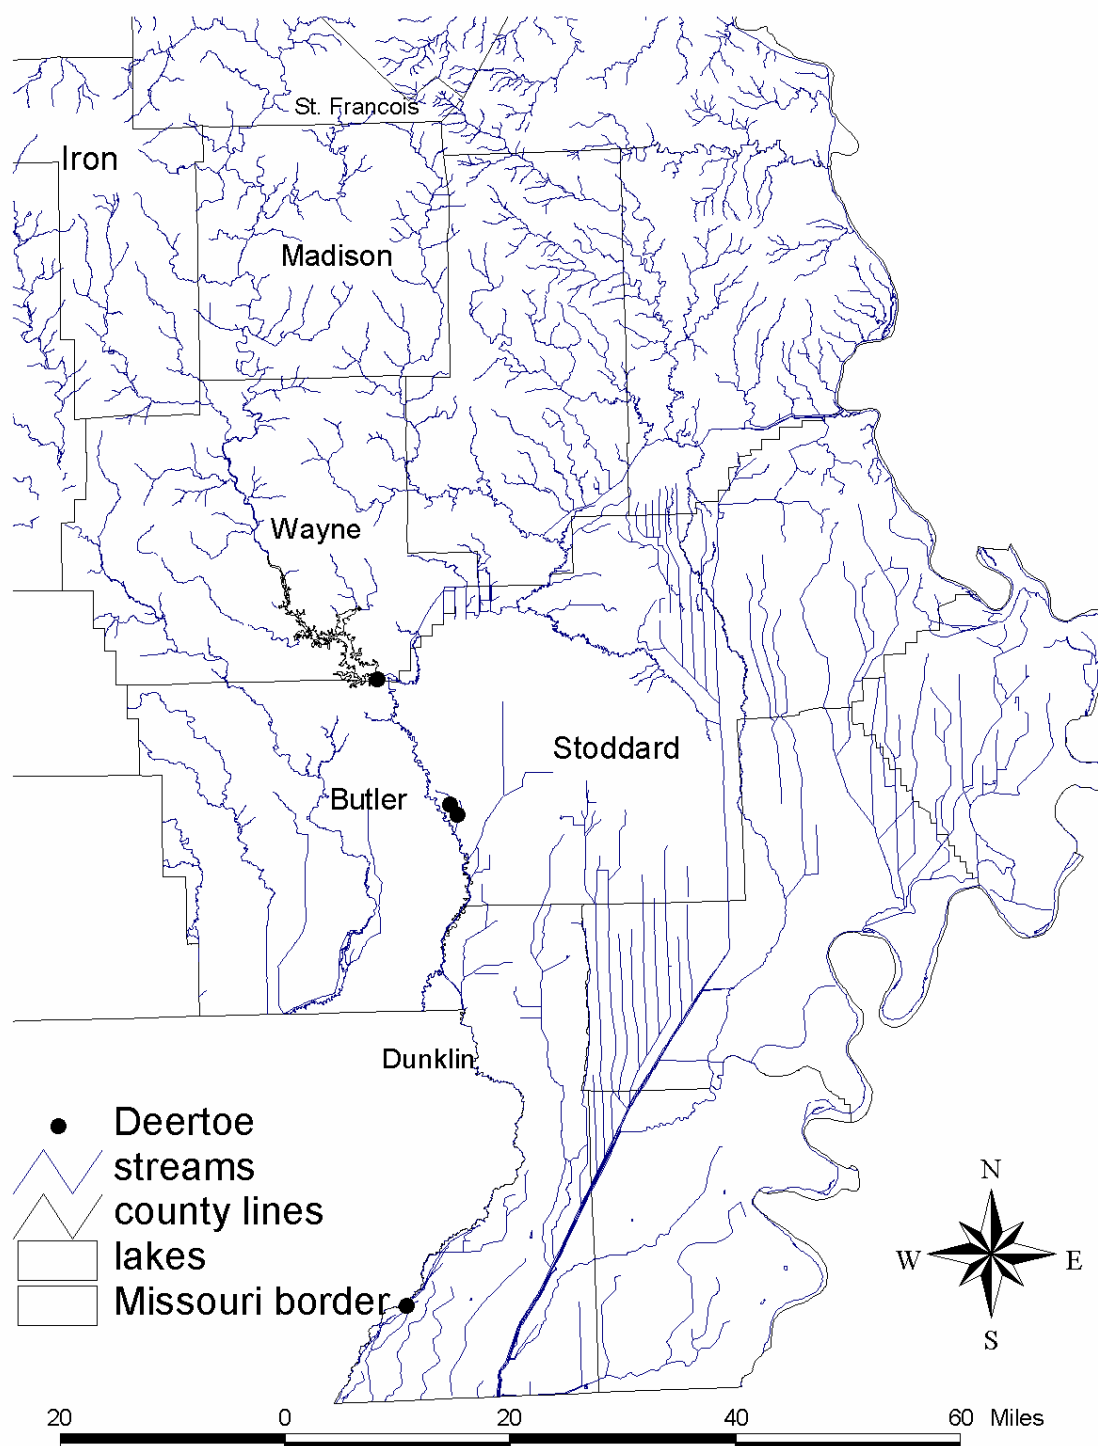 St. Francois
Iron
Madison
Wayne
Stoddard
Butler
Dunklin
Deertoe
streams
county lines
lakes
Missouri border
N
W E
S
20 0 20 40 60 Miles